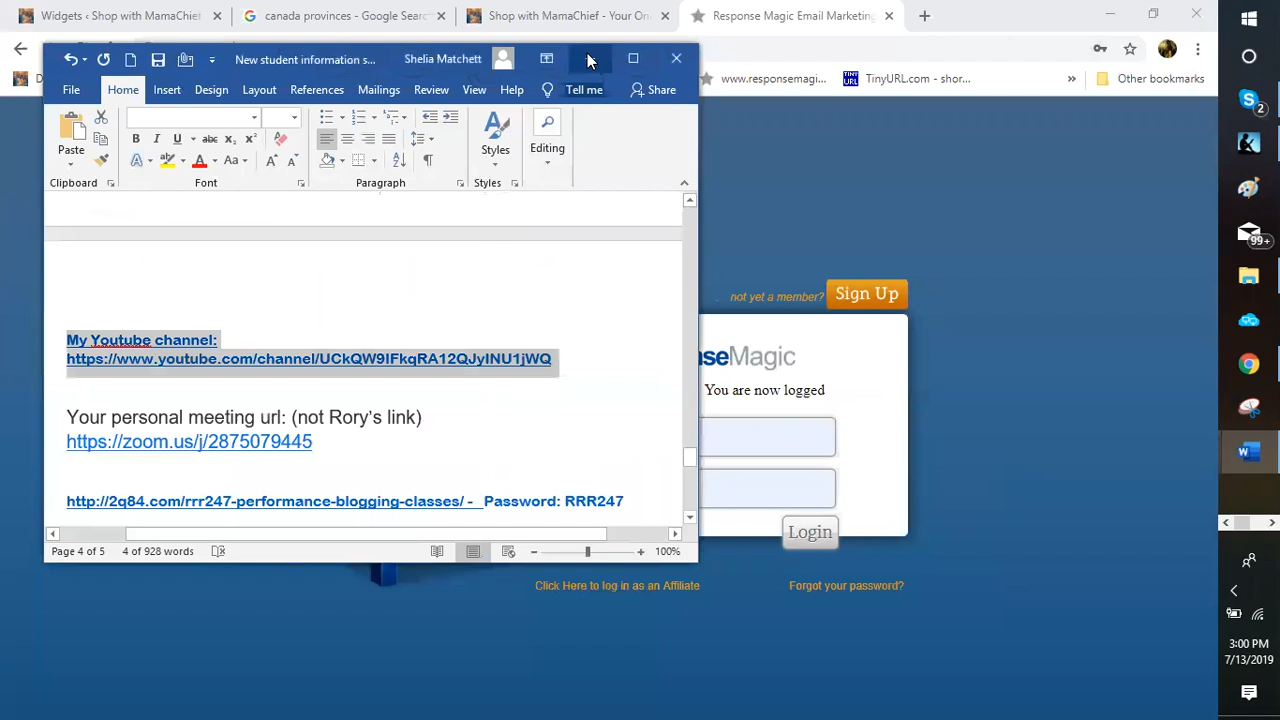 Widgets ‹ Shop with MamaChief
canada provinces - Google Searc
Shop with MamaChief - Your On
Response Magic Email Marketing
New student information s...
Shelia Matchett
www.responsemagi...
TinyURL.com - shor...
»
Other bookmarks
File
Home
Insert
Design
Layout
References
Mailings
Review
View
Help
Tell me
Share
Paste
Styles
Editing
Clipboard
Font
Paragraph
Styles
My Youtube channel:
https://www.youtube.com/channel/UCkQW9IFkqRA12QJyINU1jWQ
Your personal meeting url: (not Rory's link)
https://zoom.us/j/2875079445
http://2q84.com/rrr247-performance-blogging-classes/ - Password: RRR247
Page 4 of 5
4 of 928 words
100%
not yet a member?
Sign Up
seMagic
You are now logged
Login
Click Here to log in as an Affiliate
Forgot your password?
2
99+
3:00 PM
7/13/2019